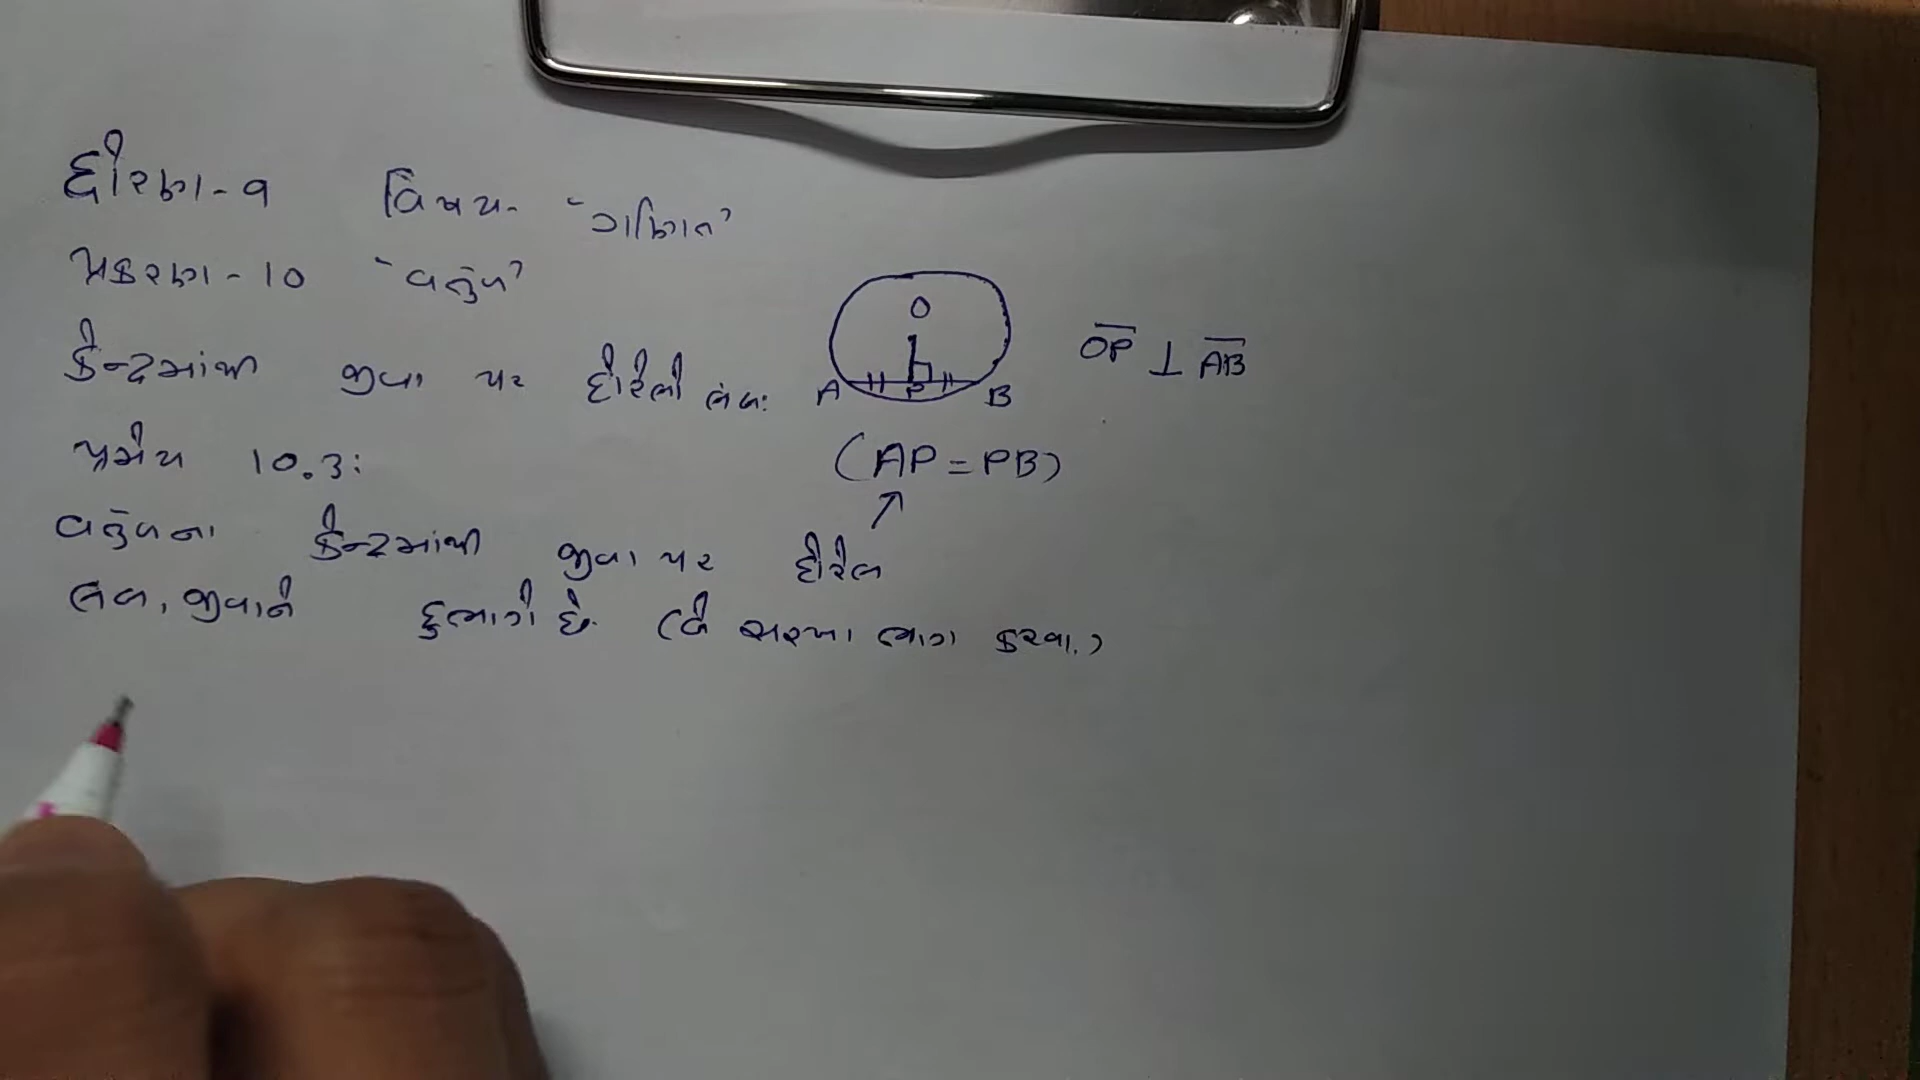 ધોરણ-૯ વિષય- "ગણિત"
પ્રકરણ-10 "વર્તુળ"
કેન્દ્રમાંથી જીવા પર દોરેલો લંબ:
O
A P B
OP ⊥ AB
પ્રમેય 10.3:
(AP = PB)
વર્તુળના કેન્દ્રમાંથી જીવા પર દોરેલ
લંબ, જીવાને દુભાગે છે. (બે સરખા ભાગ કરવા.)